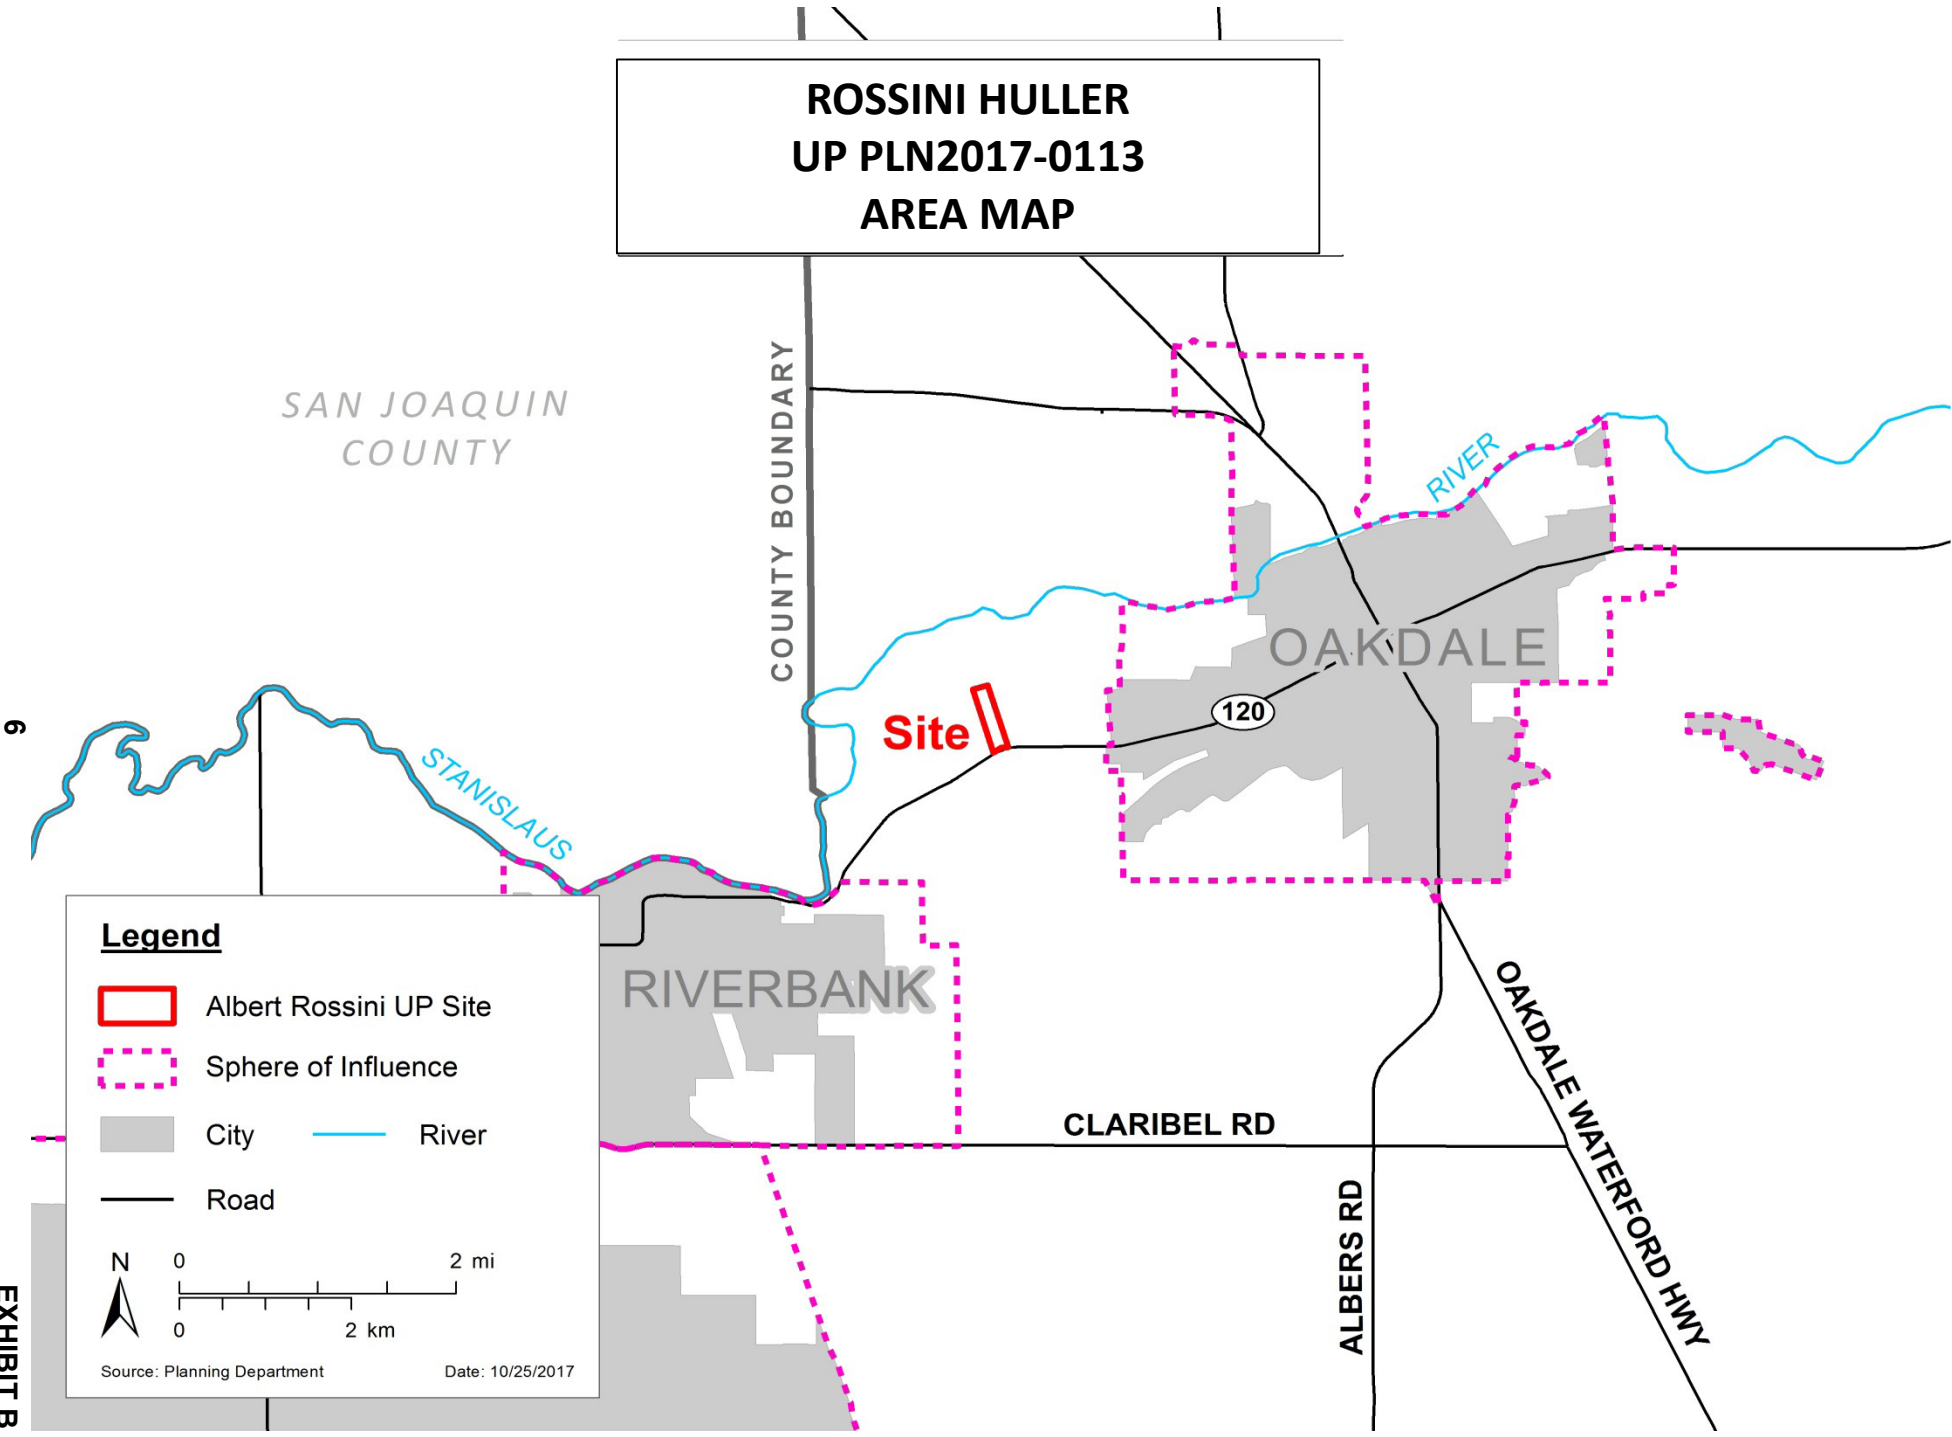 ROSSINI HULLER
UP PLN2017-0113
AREA MAP
SAN JOAQUIN
COUNTY
COUNTY BOUNDARY
RIVER
OAKDALE
120
Site
STANISLAUS
6
RIVERBANK
OAKDALE WATERFORD HWY
CLARIBEL RD
ALBERS RD
Legend
Albert Rossini UP Site
Sphere of Influence
City
River
Road
N
0
2 mi
0
2 km
Source: Planning Department
Date: 10/25/2017
EXHIBIT B